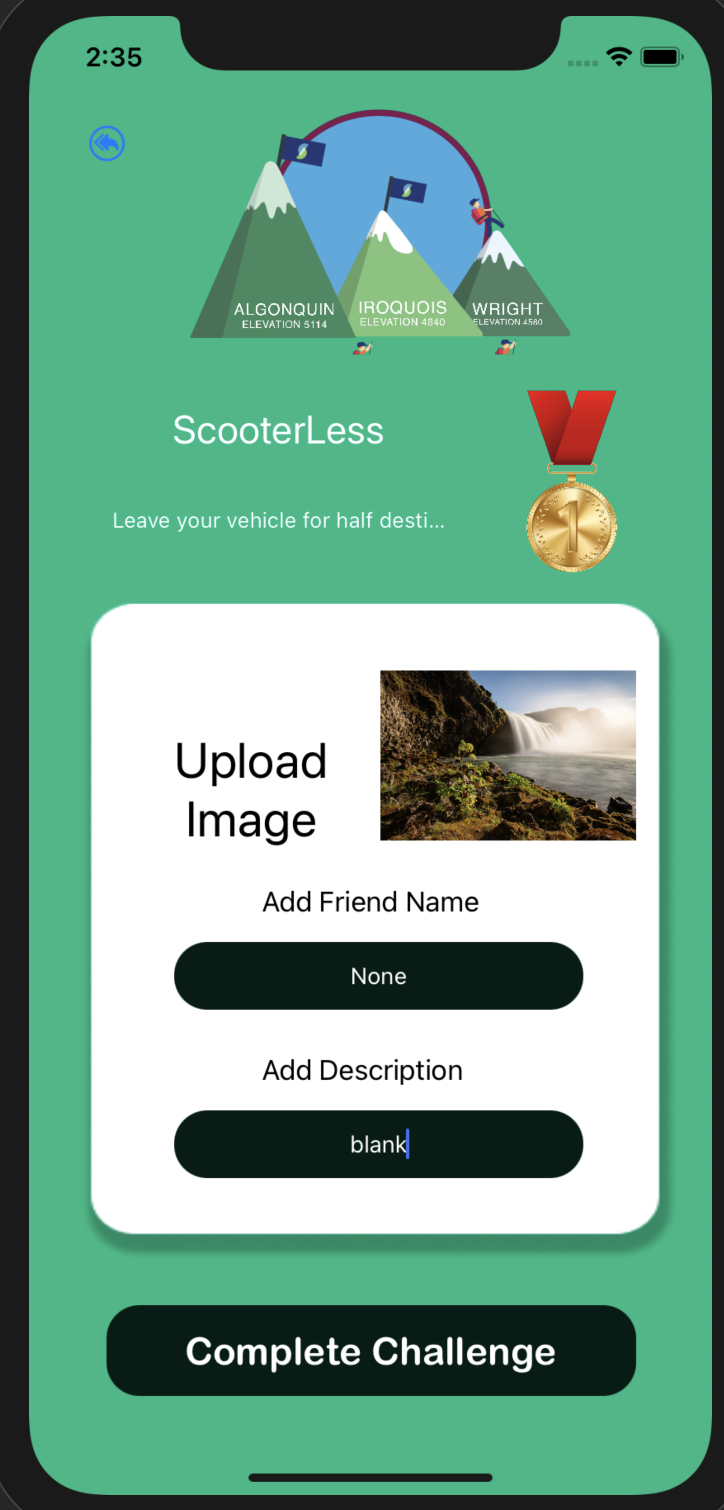 2:35
ALGONQUIN
ELEVATION 5114
IROQUOIS
ELEVATION 4840
WRIGHT
ELEVATION 4580
ScooterLess
Leave your vehicle for half desti...
1
Upload
Image
Add Friend Name
None
Add Description
blank
Complete Challenge